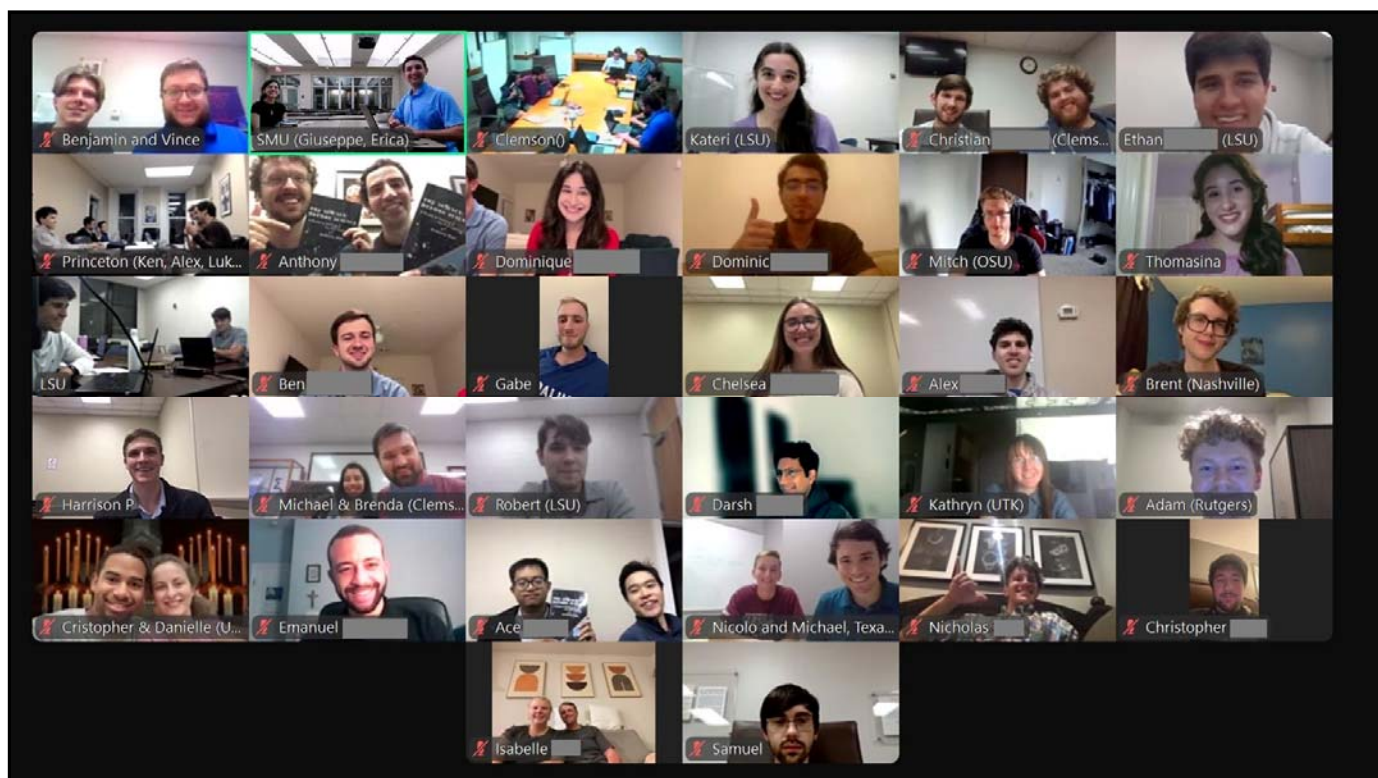 Benjamin and Vince
SMU (Giuseppe, Erica)
Clemson()
Kateri (LSU)
Christian (Clems...
Ethan (LSU)
Princeton (Ken, Alex, Luk...
Anthony
Dominique
Dominic
Mitch (OSU)
Thomasina
LSU
Ben
Gabe
Chelsea
Alex
Brent (Nashville)
Harrison P
Michael & Brenda (Clems...
Robert (LSU)
Darsh
Kathryn (UTK)
Adam (Rutgers)
Cristopher & Danielle (U...
Emanuel
Ace
Nicolo and Michael, Texa...
Nicholas
Christopher
Isabelle
Samuel